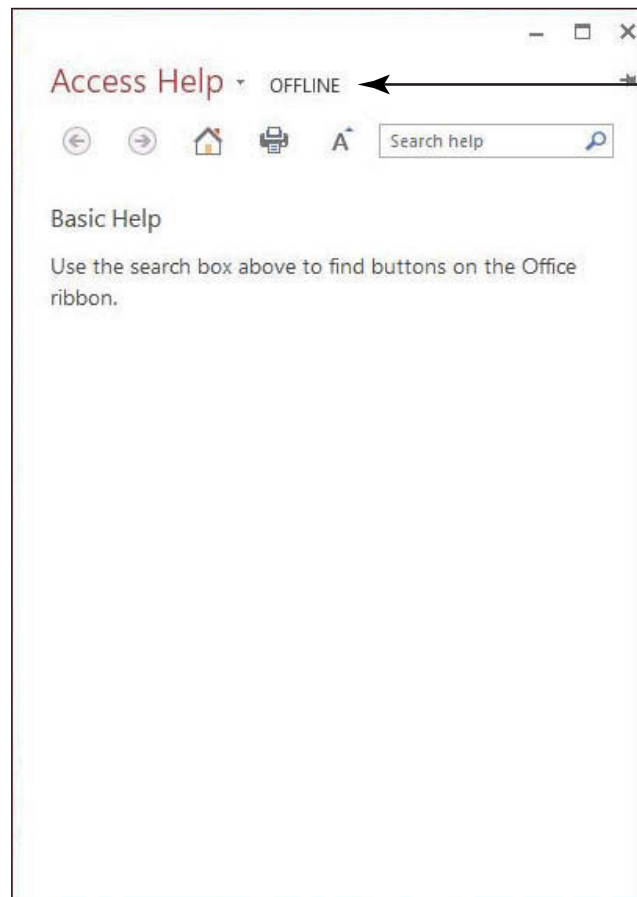 Access Help OFFLINE
A
Search help
Basic Help
Use the search box above to find buttons on the Office
ribbon.